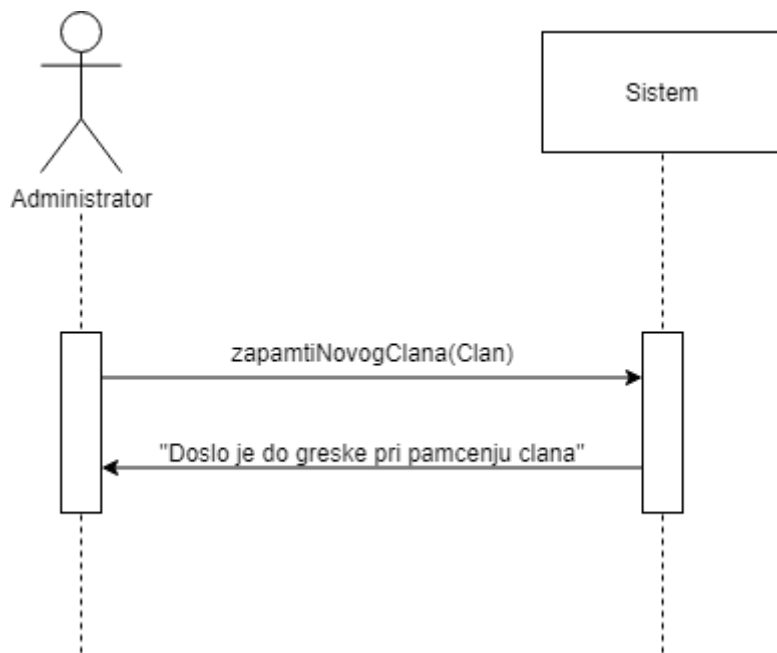 Sistem
Administrator
zapamtiNovogClana(Clan)
"Doslo je do greske pri pamcenju clana"